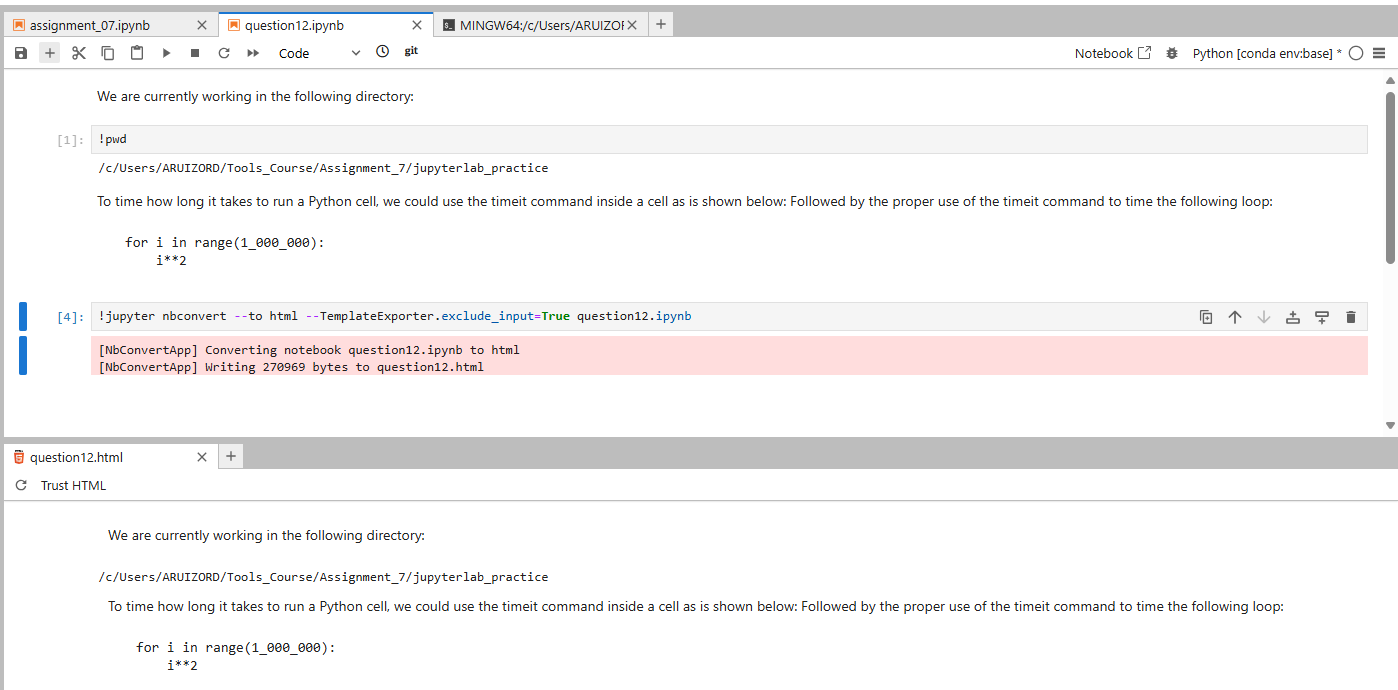 assignment_07.ipynb
question12.ipynb
MINGW64:/c/Users/ARUIZOF
Code
git
Notebook
Python [conda env:base] *
We are currently working in the following directory:
[1]:
!pwd
/c/Users/ARUIZORD/Tools_Course/Assignment_7/jupyterlab_practice
To time how long it takes to run a Python cell, we could use the timeit command inside a cell as is shown below: Followed by the proper use of the timeit command to time the following loop:
for i in range(1_000_000):
    i**2
[4]:
!jupyter nbconvert --to html --TemplateExporter.exclude_input=True question12.ipynb
[NbConvertApp] Converting notebook question12.ipynb to html
[NbConvertApp] Writing 270969 bytes to question12.html
question12.html
Trust HTML
We are currently working in the following directory:
/c/Users/ARUIZORD/Tools_Course/Assignment_7/jupyterlab_practice
To time how long it takes to run a Python cell, we could use the timeit command inside a cell as is shown below: Followed by the proper use of the timeit command to time the following loop:
for i in range(1_000_000):
    i**2